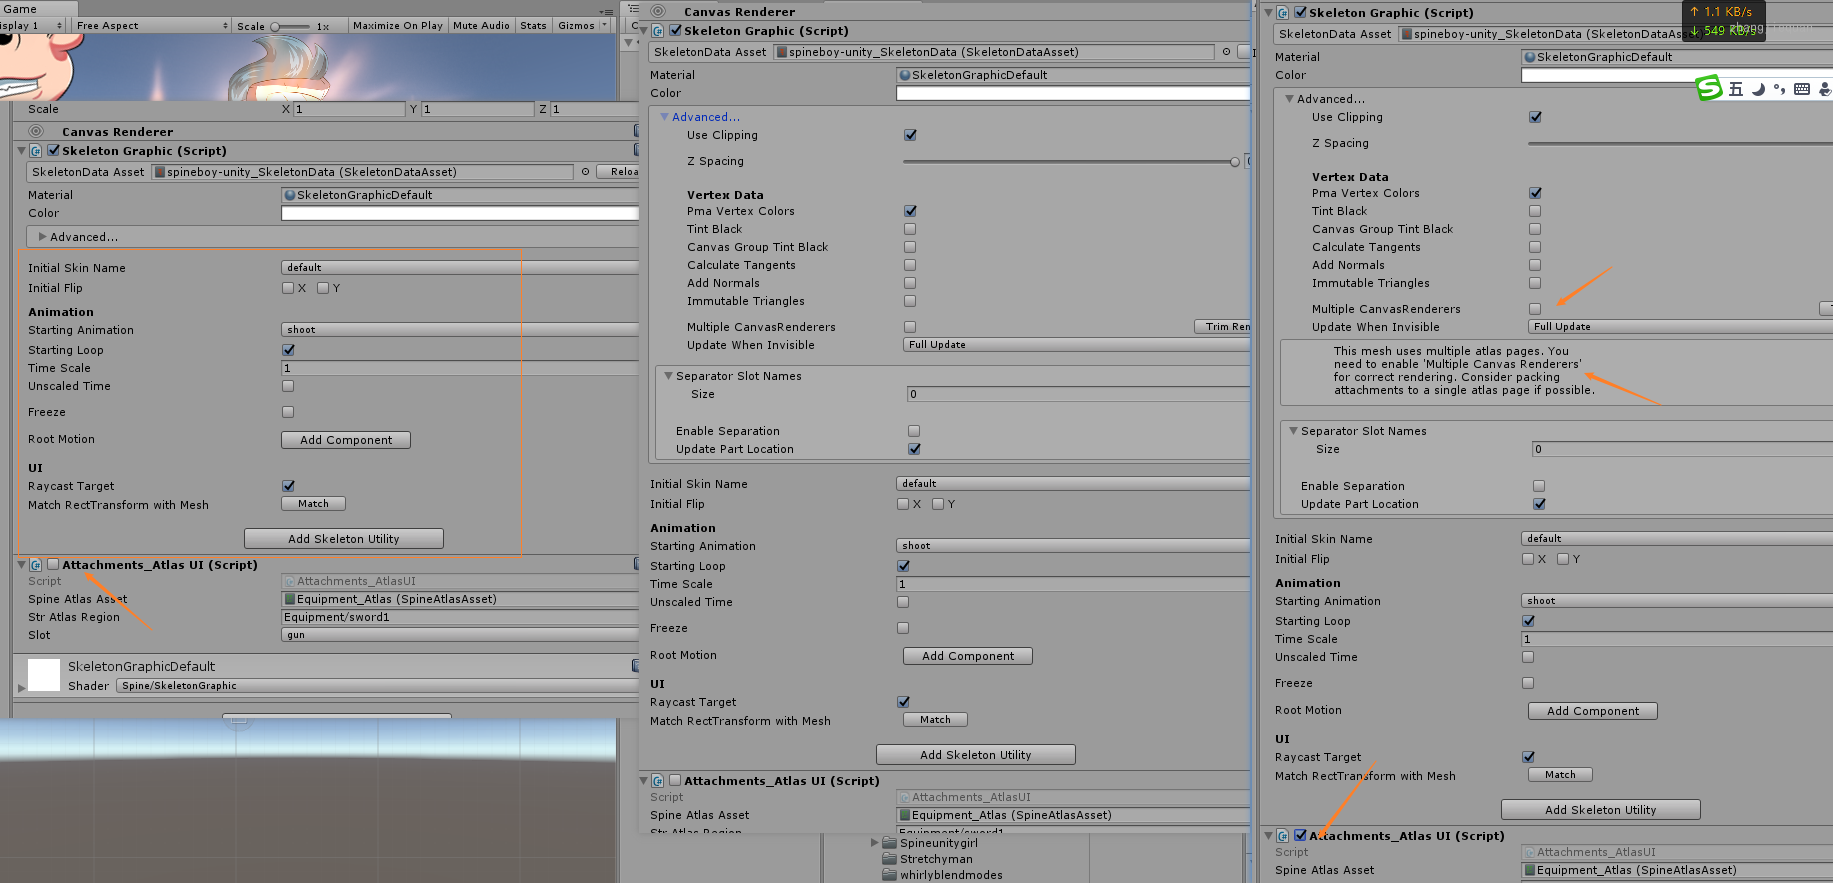 Game
isplay 1
Free Aspect
Scale
1x
Maximize On Play
Mute Audio
Stats
Gizmos
Scale
X 1
Y 1
Z 1
Canvas Renderer
Skeleton Graphic (Script)
SkeletonData Asset
spineboy-unity_SkeletonData (SkeletonDataAsset)
Reloa
Material
SkeletonGraphicDefault
Color
Advanced...
Initial Skin Name
default
Initial Flip
X
Y
Animation
Starting Animation
shoot
Starting Loop
Time Scale
1
Unscaled Time
Freeze
Root Motion
Add Component
UI
Raycast Target
Match RectTransform with Mesh
Match
Add Skeleton Utility
Attachments_Atlas UI (Script)
Script
Attachments_AtlasUI
Spine Atlas Asset
Equipment_Atlas (SpineAtlasAsset)
Str Atlas Region
Equipment/sword1
Slot
gun
SkeletonGraphicDefault
Shader
Spine/SkeletonGraphic
Canvas Renderer
Skeleton Graphic (Script)
SkeletonData Asset
spineboy-unity_SkeletonData (SkeletonDataAsset)
Material
SkeletonGraphicDefault
Color
Advanced...
Use Clipping
Z Spacing
Vertex Data
Pma Vertex Colors
Tint Black
Canvas Group Tint Black
Calculate Tangents
Add Normals
Immutable Triangles
Multiple CanvasRenderers
Trim Ren
Update When Invisible
Full Update
Separator Slot Names
Size
0
Enable Separation
Update Part Location
Initial Skin Name
default
Initial Flip
X
Y
Animation
Starting Animation
shoot
Starting Loop
Time Scale
1
Unscaled Time
Freeze
Root Motion
Add Component
UI
Raycast Target
Match RectTransform with Mesh
Match
Add Skeleton Utility
Attachments_Atlas UI (Script)
Script
Attachments_AtlasUI
Spine Atlas Asset
Equipment_Atlas (SpineAtlasAsset)
Str Atlas Region
Equipment/sword1
Spineunitygirl
Stretchyman
whirlyblendmodes
Skeleton Graphic (Script)
↑ 1.1 KB/s
↓ 549 KB/s
SkeletonData Asset
spineboy-unity_SkeletonData (SkeletonDataAs
Material
SkeletonGraphicDefault
Color
五
Advanced...
Use Clipping
Z Spacing
Vertex Data
Pma Vertex Colors
Tint Black
Canvas Group Tint Black
Calculate Tangents
Add Normals
Immutable Triangles
Multiple CanvasRenderers
Update When Invisible
Full Update
This mesh uses multiple atlas pages. You
need to enable 'Multiple Canvas Renderers'
for correct rendering. Consider packing
attachments to a single atlas page if possible.
Separator Slot Names
Size
0
Enable Separation
Update Part Location
Initial Skin Name
default
Initial Flip
X
Y
Animation
Starting Animation
shoot
Starting Loop
Time Scale
1
Unscaled Time
Freeze
Root Motion
Add Component
UI
Raycast Target
Match RectTransform with Mesh
Match
Add Skeleton Utility
Attachments_Atlas UI (Script)
Script
Attachments_AtlasUI
Spine Atlas Asset
Equipment_Atlas (SpineAtlasAsset)